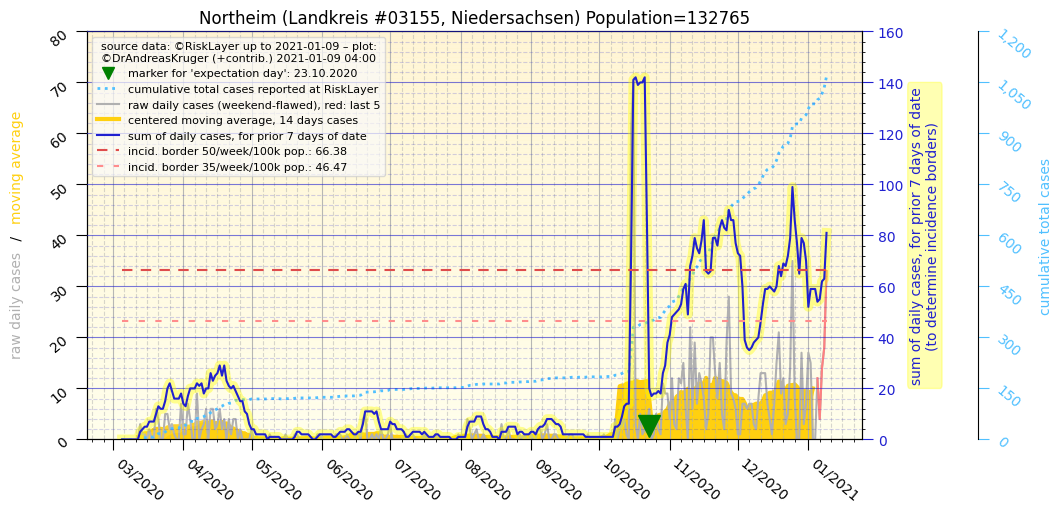 Northeim (Landkreis #03155, Niedersachsen) Population=132765
source data: ©RiskLayer up to 2021-01-09 – plot:
©DrAndreasKruger (+contrib.) 2021-01-09 04:00
marker for 'expectation day': 23.10.2020
cumulative total cases reported at RiskLayer
raw daily cases (weekend-flawed), red: last 5
centered moving average, 14 days cases
sum of daily cases, for prior 7 days of date
incid. border 50/week/100k pop.: 66.38
incid. border 35/week/100k pop.: 46.47
raw daily cases / moving average
80
70
60
50
40
30
20
10
0
03/2020
04/2020
05/2020
06/2020
07/2020
08/2020
09/2020
10/2020
11/2020
12/2020
01/2021
160
140
120
100
80
60
40
20
0
sum of daily cases, for prior 7 days of date
(to determine incidence borders)
1,200
1,050
900
750
600
450
300
150
0
cumulative total cases